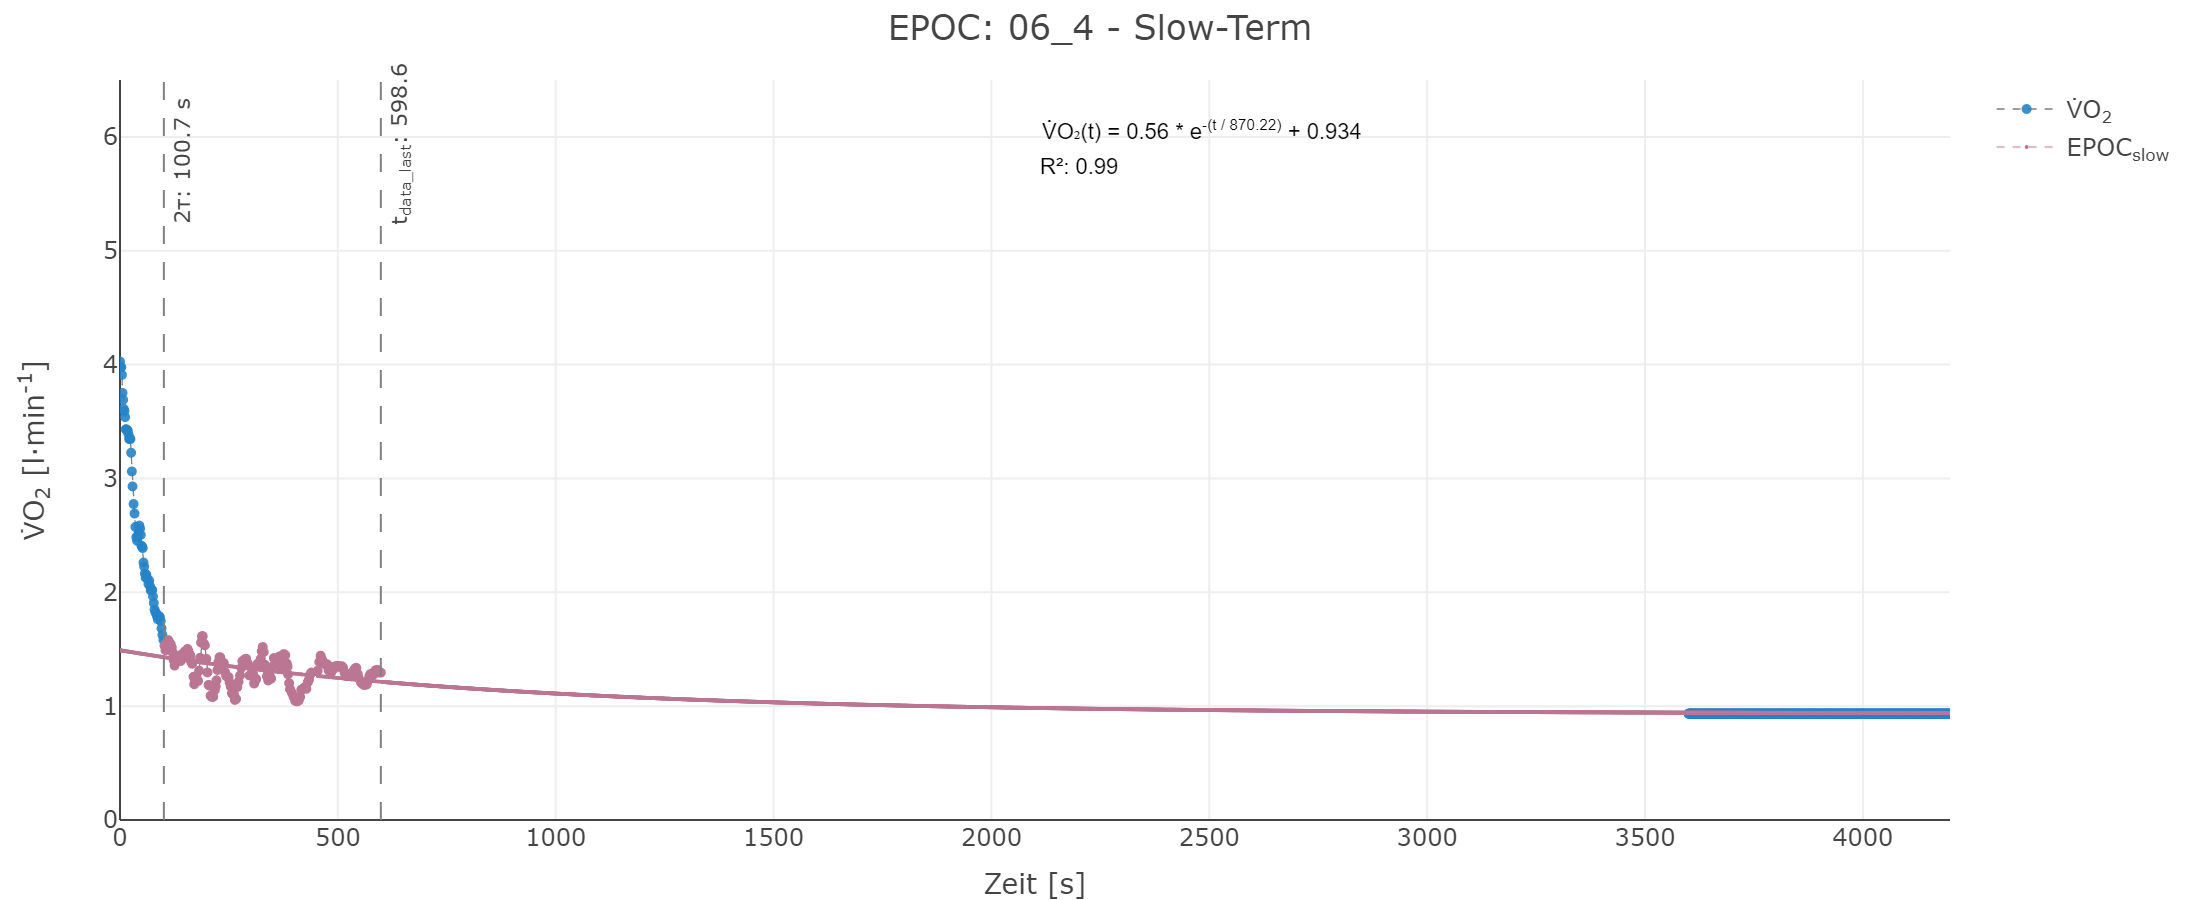 EPOC: 06_4 - Slow-Term
2τ: 100.7 s
t_data_last: 598.6
V̇O₂(t) = 0.56 * e^-(t / 870.22) + 0.934
R²: 0.99
V̇O₂
EPOC_slow
V̇O₂ [l·min⁻¹]
6
5
4
3
2
1
0
0 500 1000 1500 2000 2500 3000 3500 4000
Zeit [s]